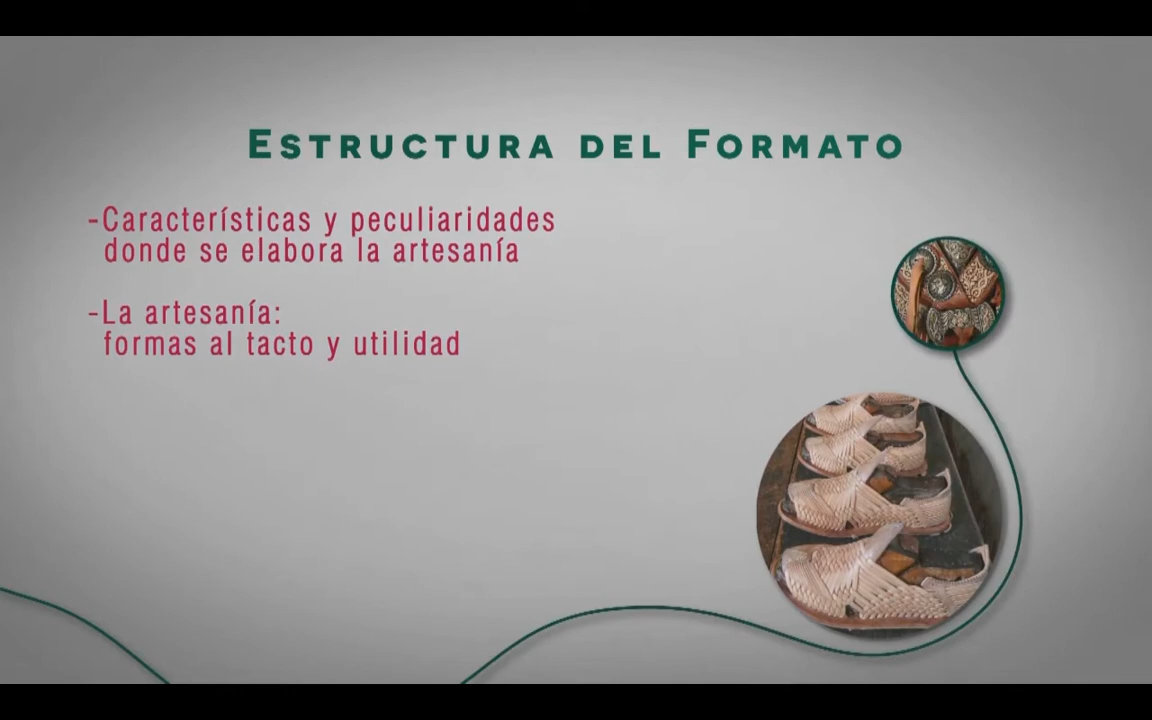 Estructura del Formato
-Características y peculiaridades
donde se elabora la artesanía
-La artesanía:
formas al tacto y utilidad